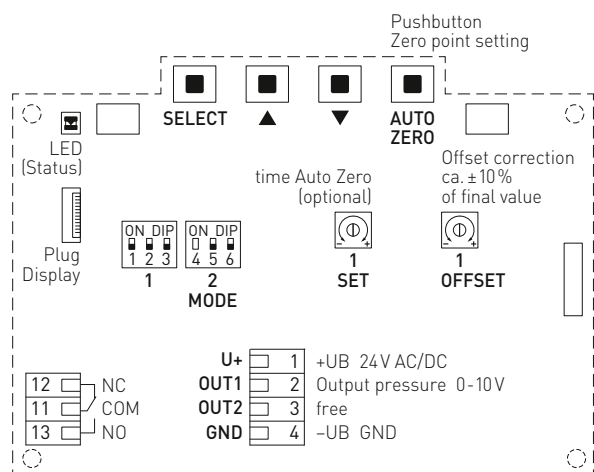 Pushbutton
Zero point setting
SELECT
▲
▼
AUTO
ZERO
LED
(Status)
Plug
Display
time Auto Zero
(optional)
Offset correction
ca. ±10%
of final value
ON DIP
1 2 3
1
ON DIP
4 5 6
2
MODE
- +
1
SET
- +
1
OFFSET
12 NC
11 COM
13 NO
U+ 1 +UB 24V AC/DC
OUT1 2 Output pressure 0-10V
OUT2 3 free
GND 4 –UB GND